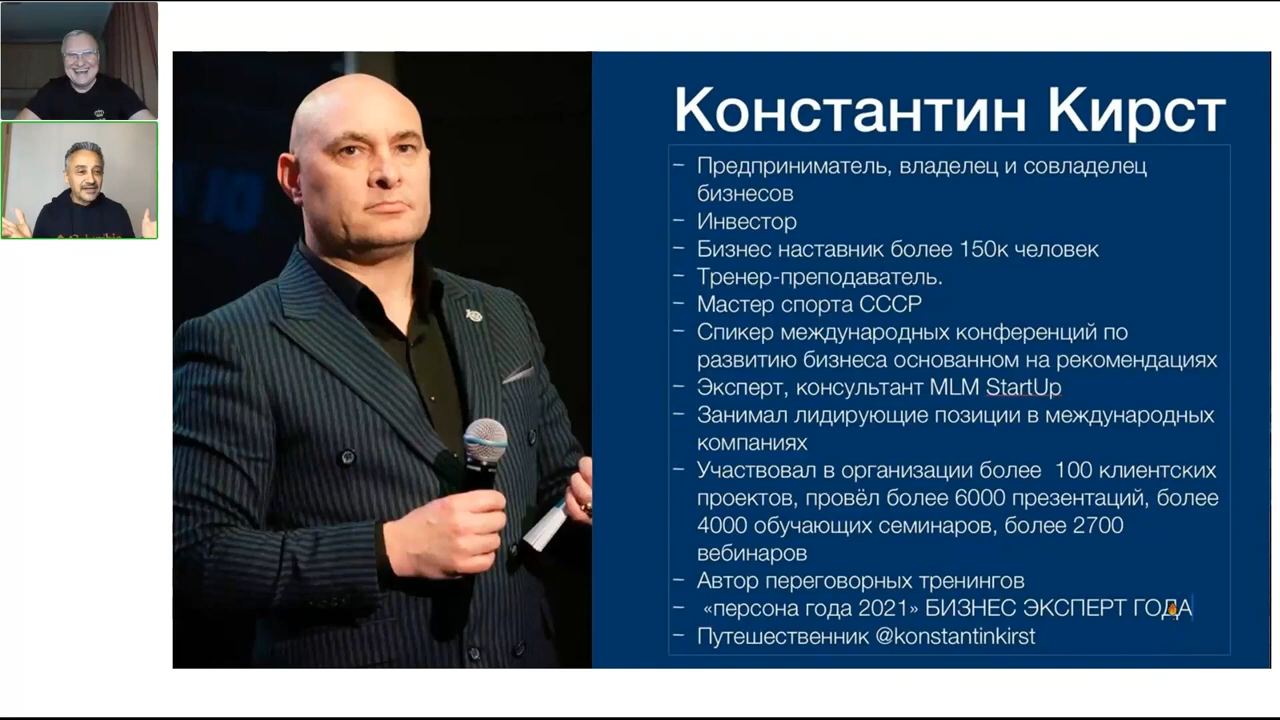 Константин Кирст
– Предприниматель, владелец и совладелец
бизнесов
– Инвестор
– Бизнес наставник более 150к человек
– Тренер-преподаватель.
– Мастер спорта СССР
– Спикер международных конференций по
развитию бизнеса основанном на рекомендациях
– Эксперт, консультант MLM StartUp
– Занимал лидирующие позиции в международных
компаниях
– Участвовал в организации более 100 клиентских
проектов, провёл более 6000 презентаций, более
4000 обучающих семинаров, более 2700
вебинаров
– Автор переговорных тренингов
– «персона года 2021» БИЗНЕС ЭКСПЕРТ ГОДА
– Путешественник @konstantinkirst
Columbia